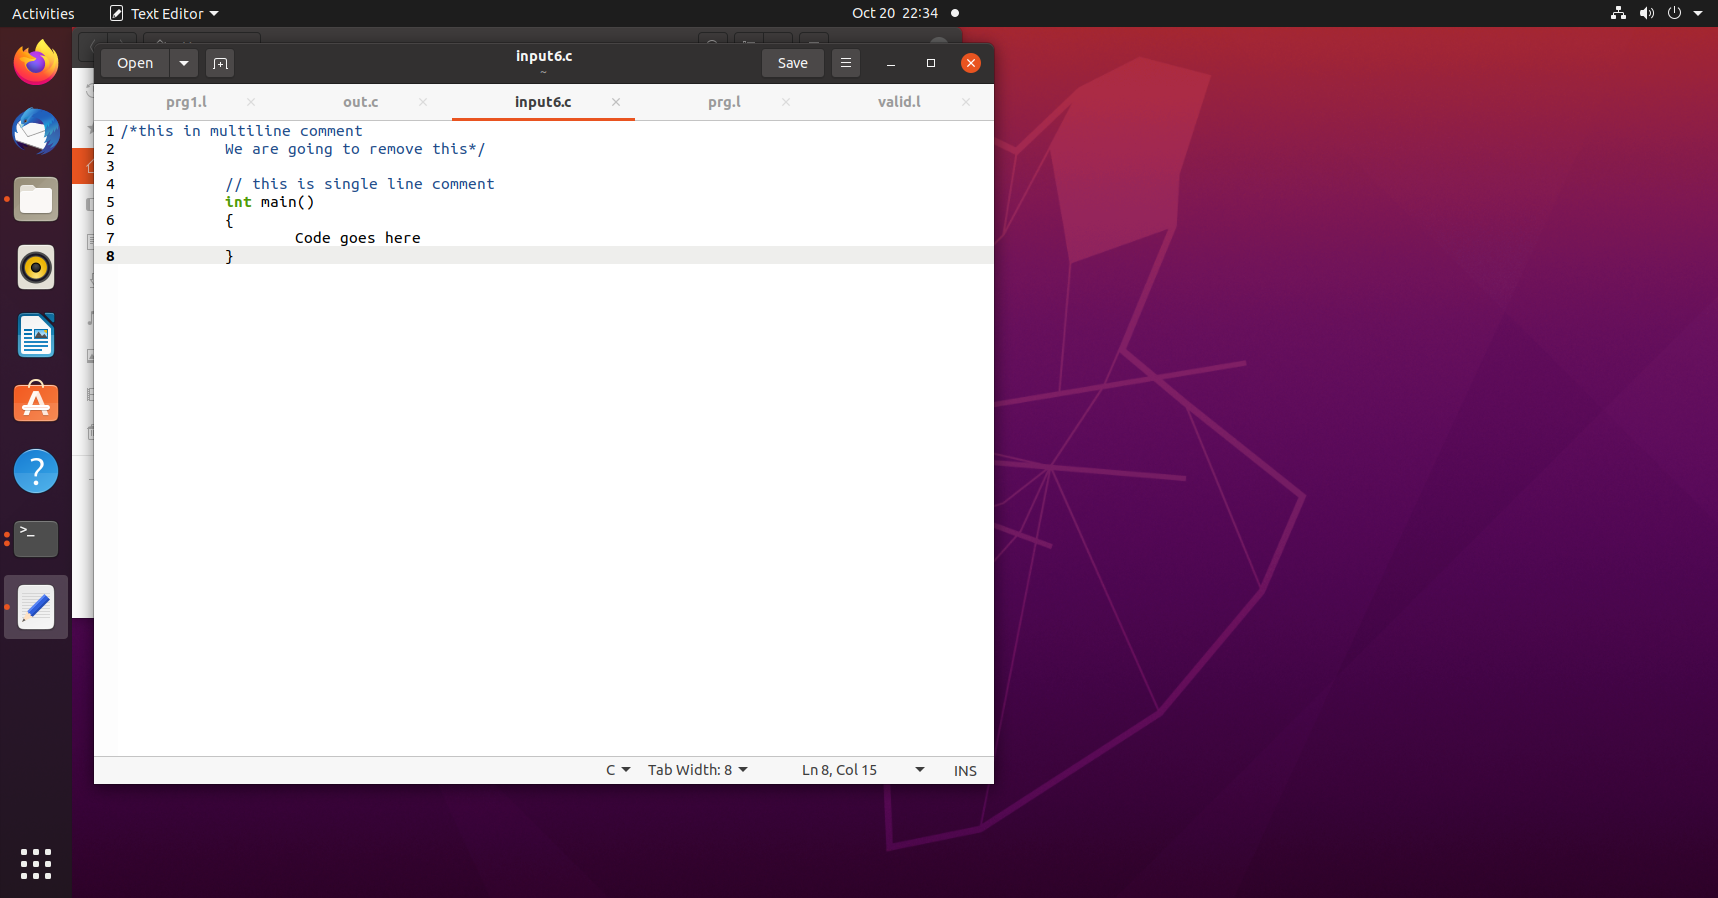 Activities Text Editor Oct 20 22:34
Open input6.c Save
~
prg1.l out.c input6.c prg.l valid.l
1 /*this in multiline comment
2 We are going to remove this*/
3
4 // this is single line comment
5 int main()
6 {
7 Code goes here
8 }
C Tab Width: 8 Ln 8, Col 15 INS